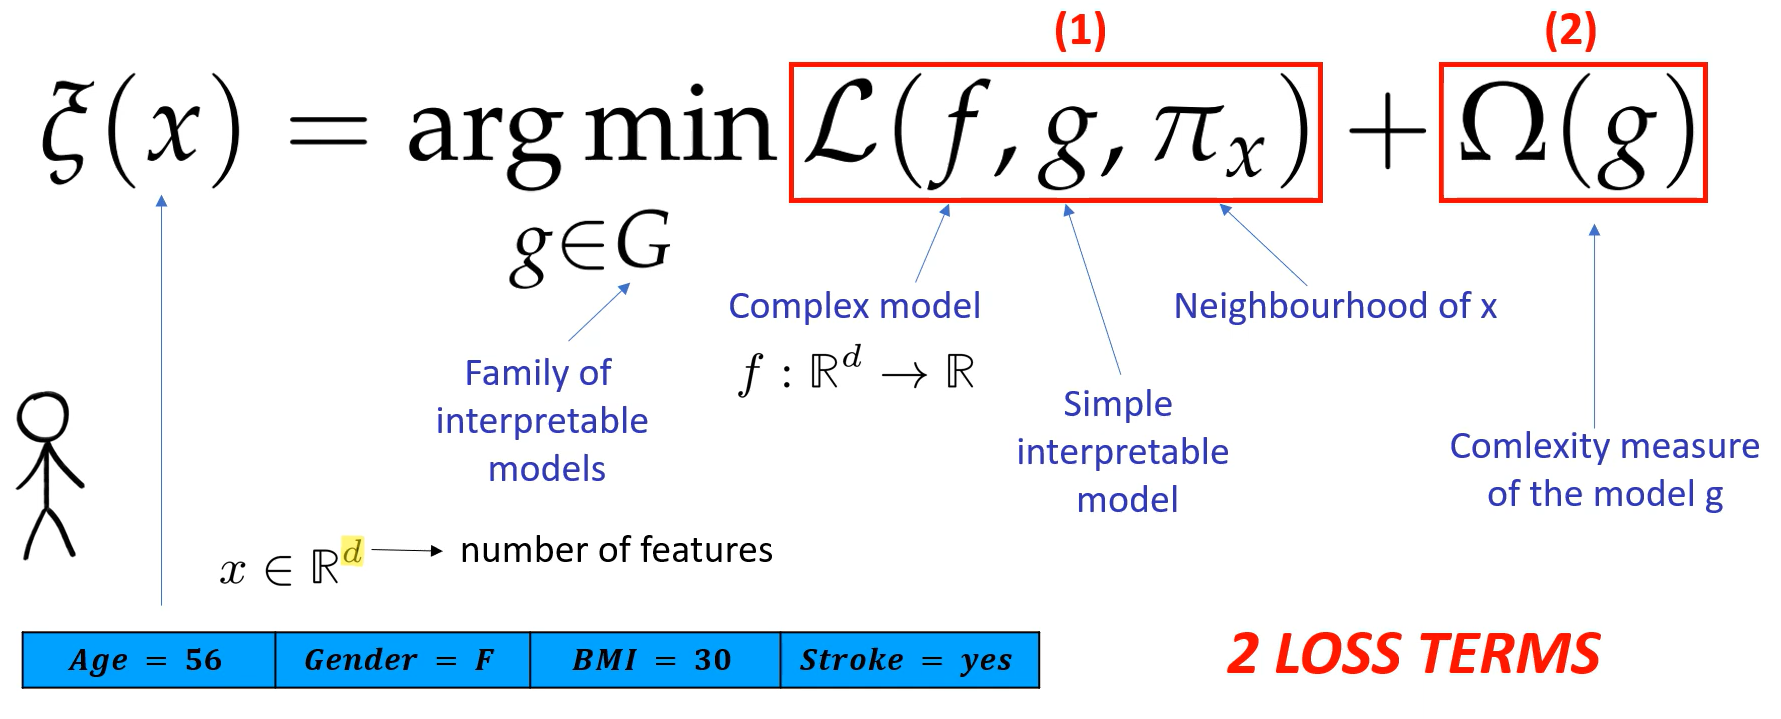 (1) (2)
ξ(x) = arg min ℒ(f, g, π_x) + Ω(g)
g∈G
Complex model
f : ℝ^d → ℝ
Neighbourhood of x
Family of
interpretable
models
Simple
interpretable
model
Comlexity measure
of the model g
x ∈ ℝ^d → number of features
Age = 56 Gender = F BMI = 30 Stroke = yes
2 LOSS TERMS